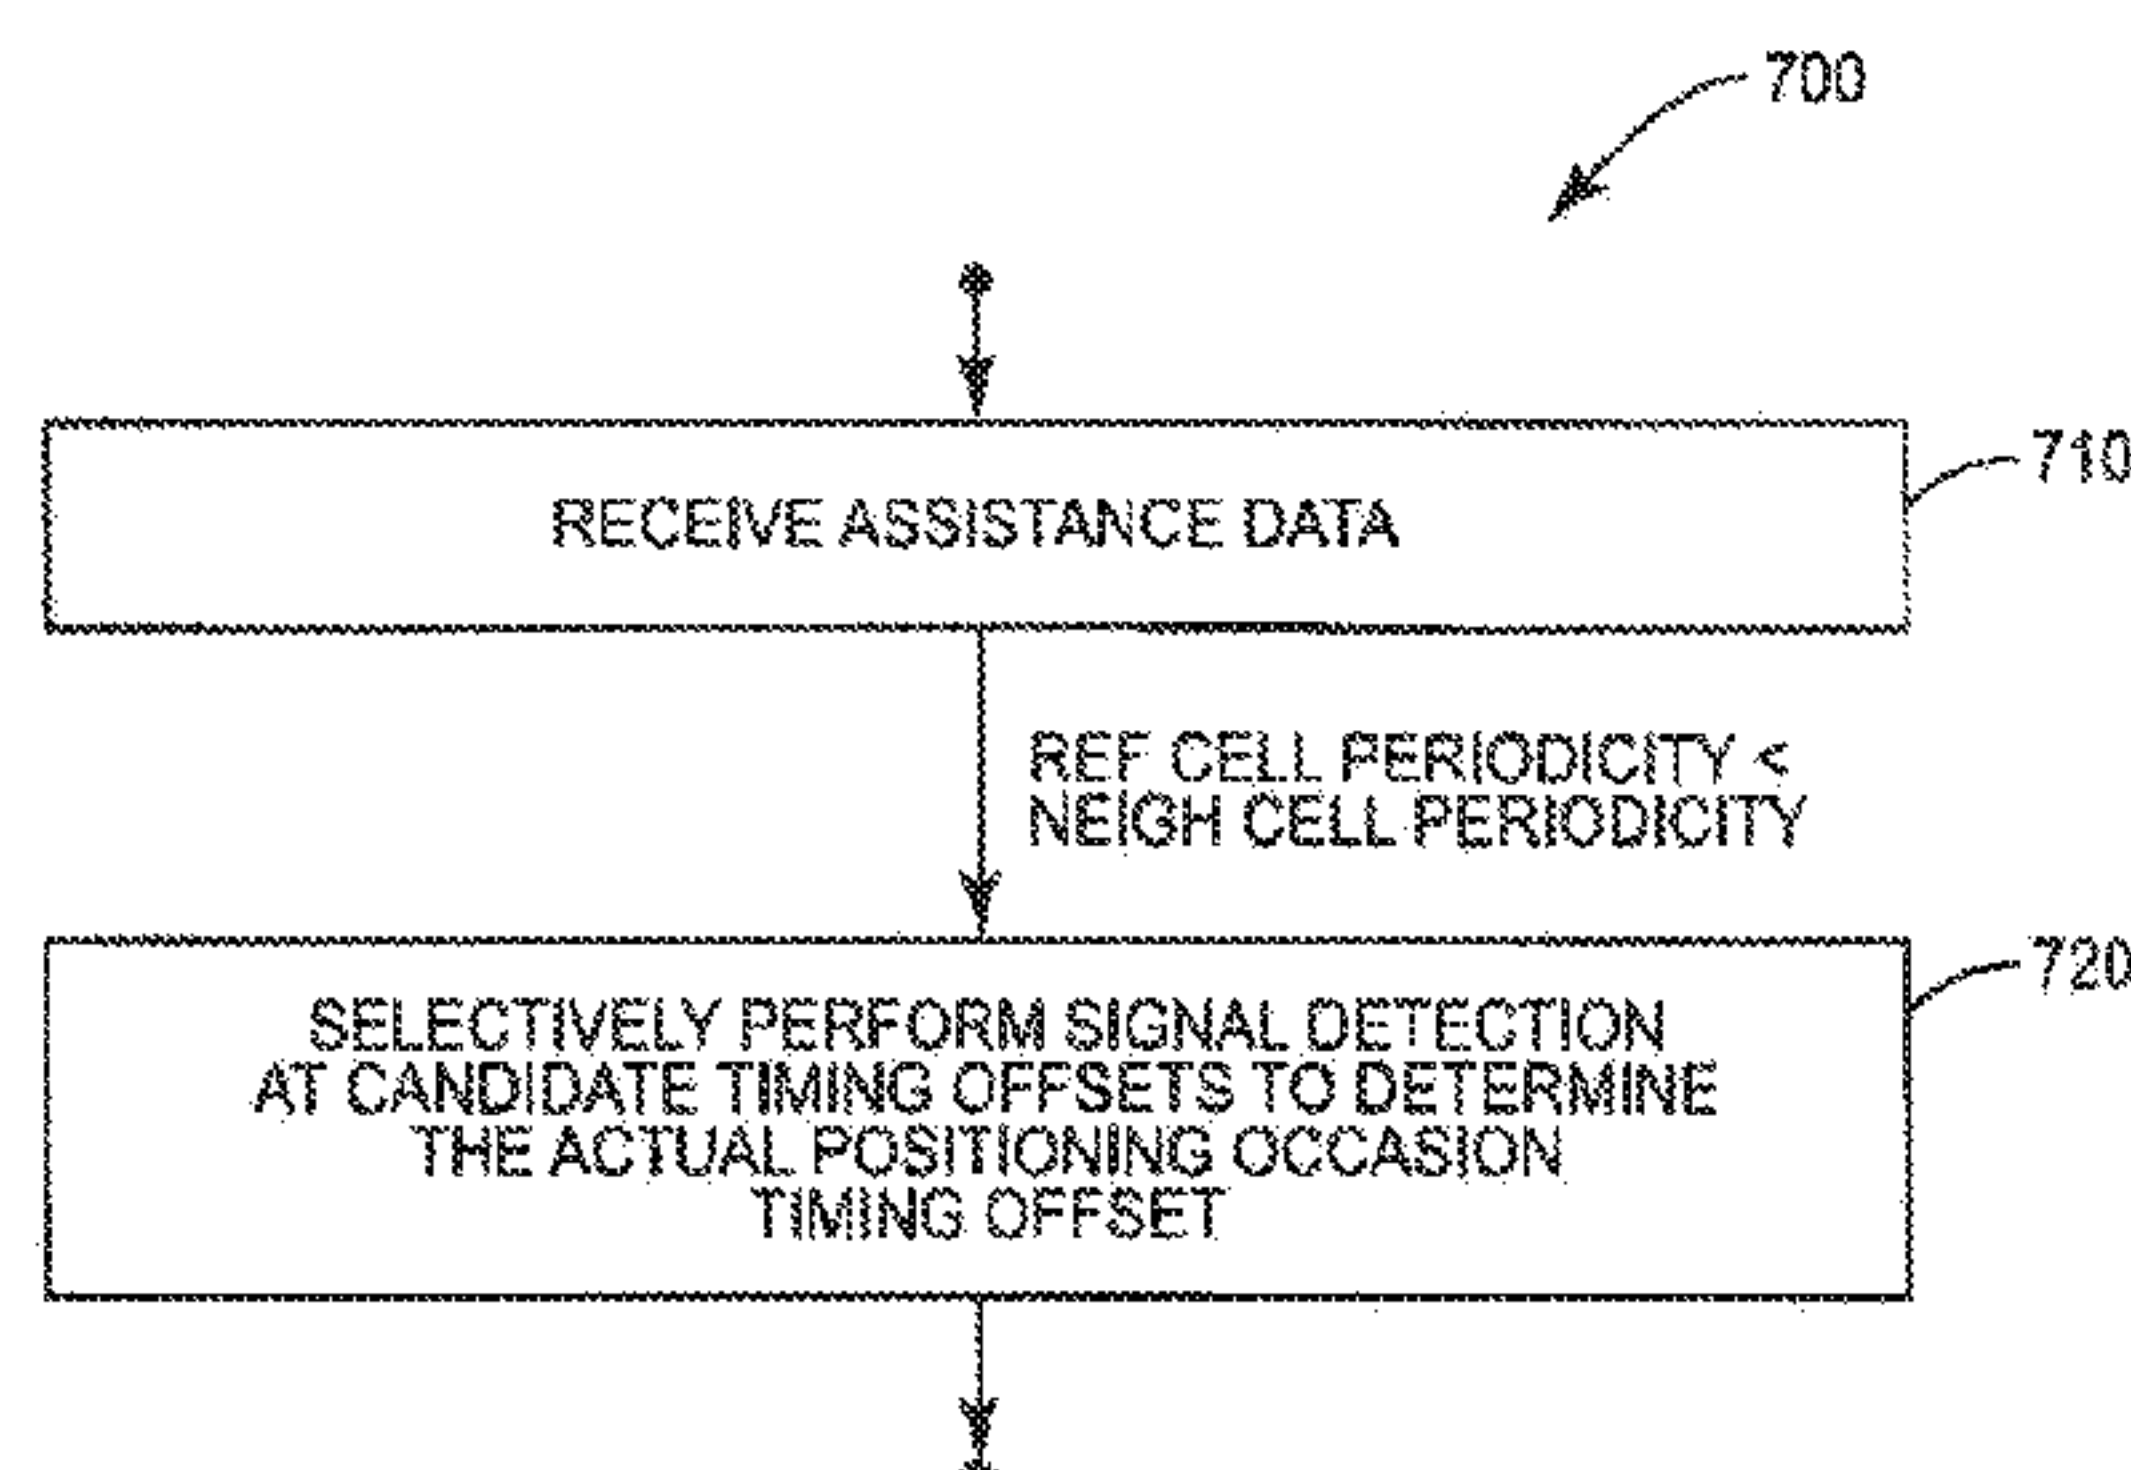 700
RECEIVE ASSISTANCE DATA
710
REF CELL PERIODICITY <
NEIGH CELL PERIODICITY
SELECTIVELY PERFORM SIGNAL DETECTION
AT CANDIDATE TIMING OFFSETS TO DETERMINE
THE ACTUAL POSITIONING OCCASION
TIMING OFFSET
720